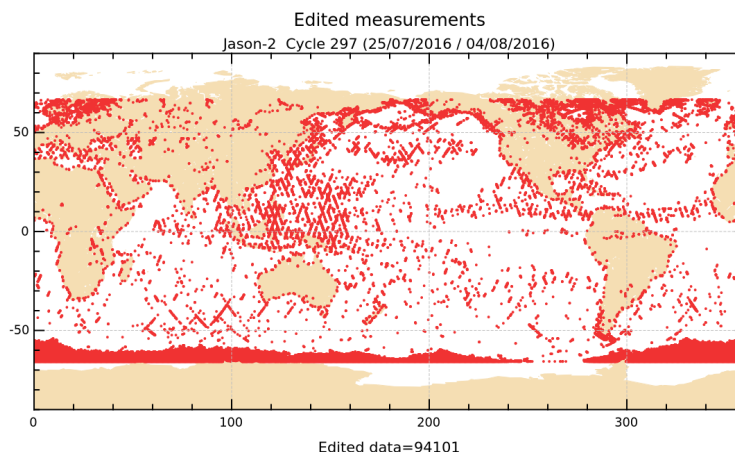 Edited measurements
Jason-2 Cycle 297 (25/07/2016 / 04/08/2016)
50
0
-50
0 100 200 300
Edited data=94101